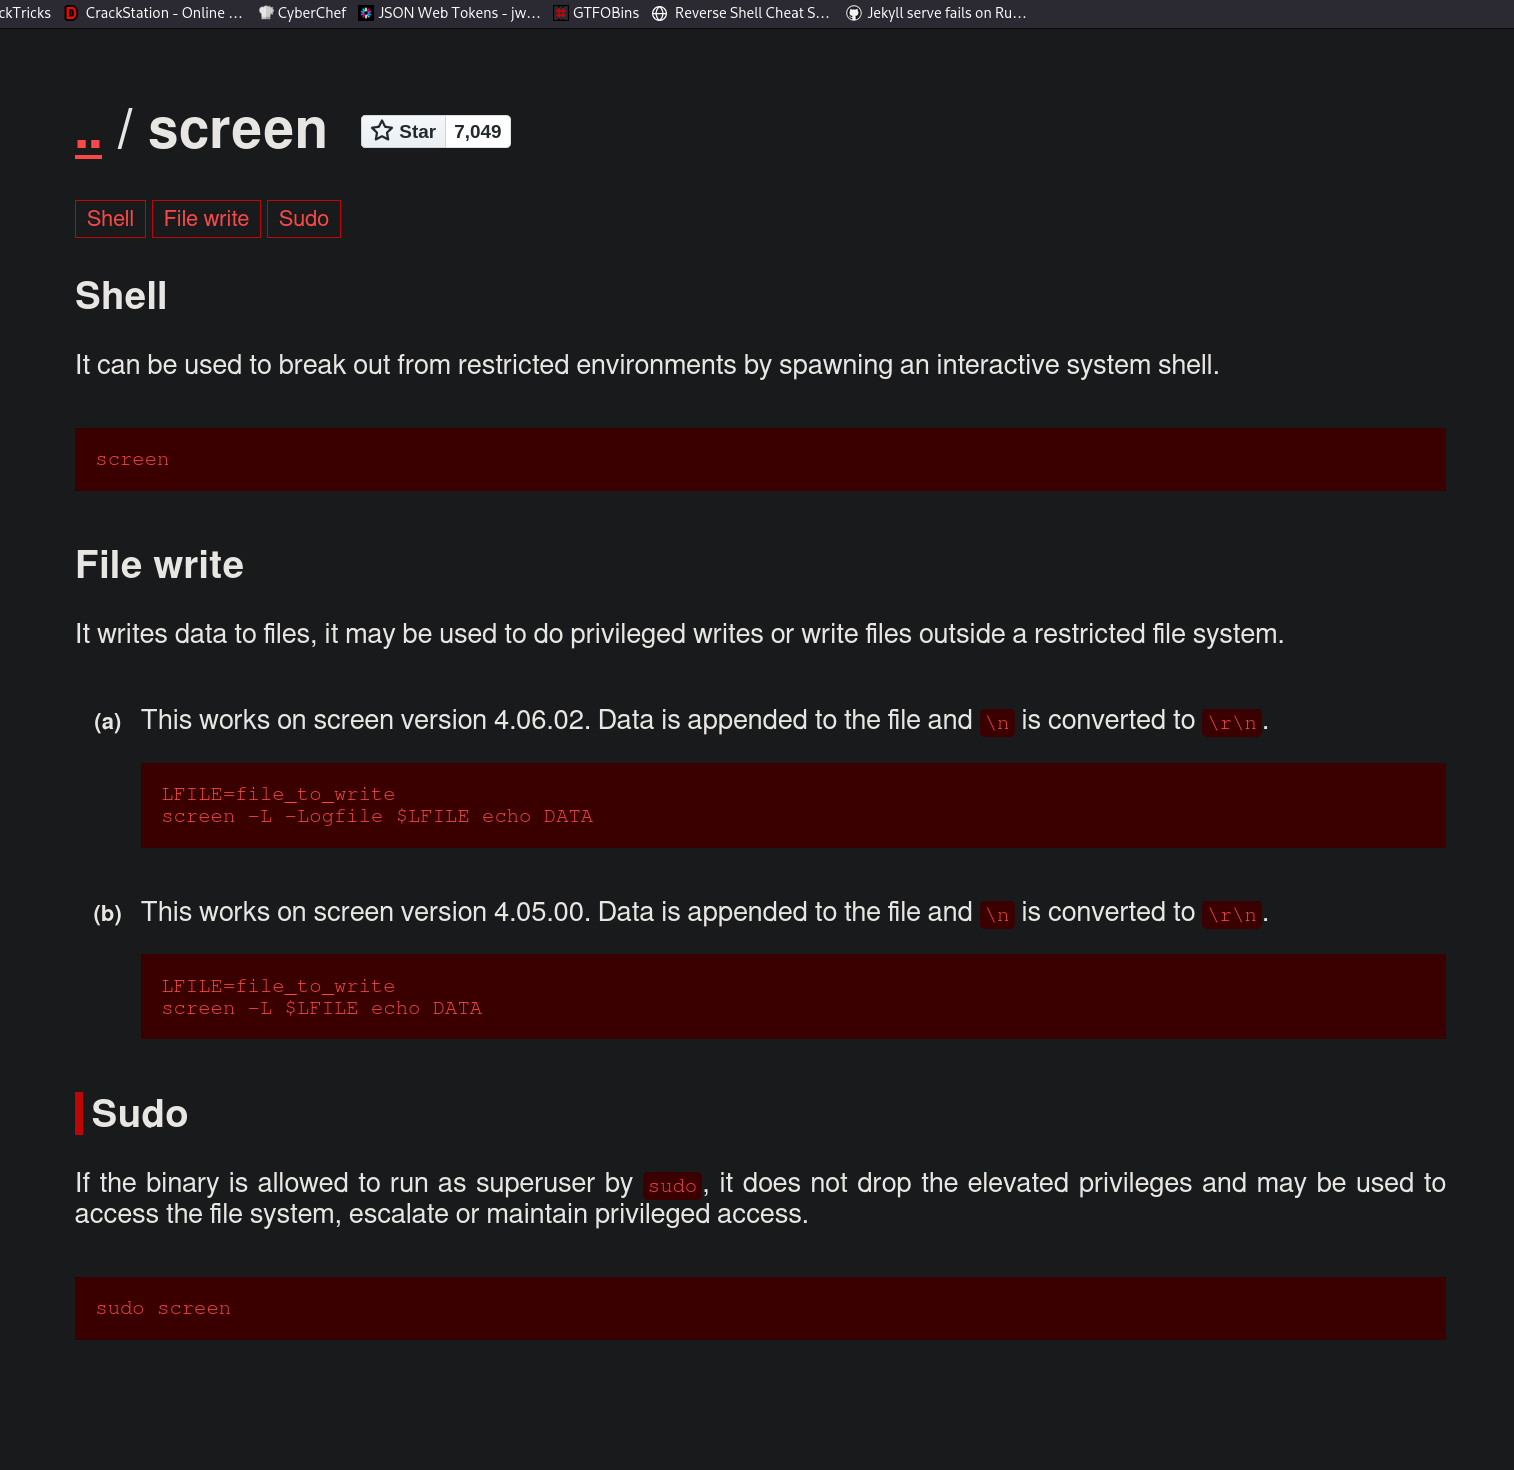 ckTricks CrackStation - Online ... CyberChef JSON Web Tokens - jw... GTFOBins Reverse Shell Cheat S... Jekyll serve fails on Ru...
.. / screen Star 7,049
Shell File write Sudo
Shell
It can be used to break out from restricted environments by spawning an interactive system shell.
screen
File write
It writes data to files, it may be used to do privileged writes or write files outside a restricted file system.
(a) This works on screen version 4.06.02. Data is appended to the file and \n is converted to \r\n.
LFILE=file_to_write
screen -L -Logfile $LFILE echo DATA
(b) This works on screen version 4.05.00. Data is appended to the file and \n is converted to \r\n.
LFILE=file_to_write
screen -L $LFILE echo DATA
Sudo
If the binary is allowed to run as superuser by sudo, it does not drop the elevated privileges and may be used to
access the file system, escalate or maintain privileged access.
sudo screen